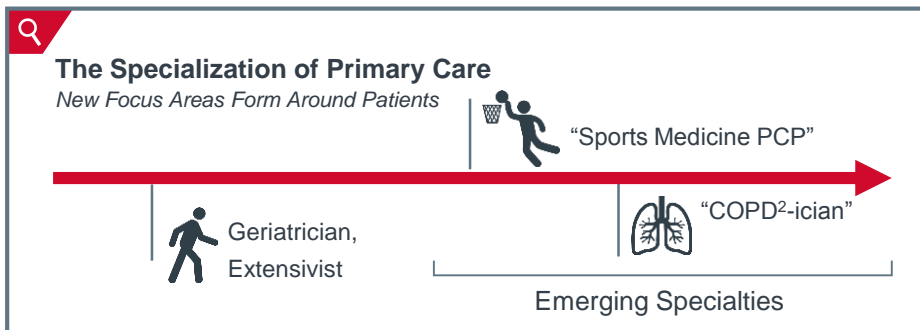 The Specialization of Primary Care
New Focus Areas Form Around Patients
“Sports Medicine PCP”
“COPD²-ician”
Geriatrician,
Extensivist
Emerging Specialties